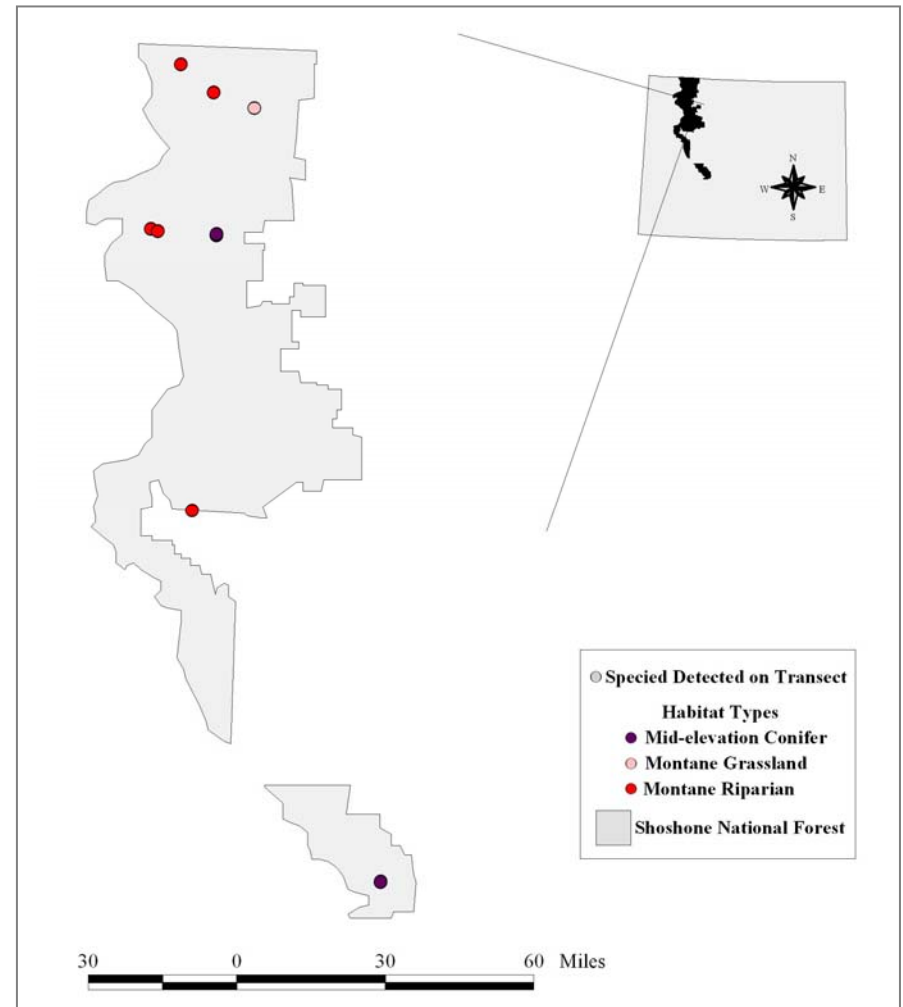 N
W E
S
Specied Detected on Transect
Habitat Types
Mid-elevation Conifer
Montane Grassland
Montane Riparian
Shoshone National Forest
30 0 30 60 Miles